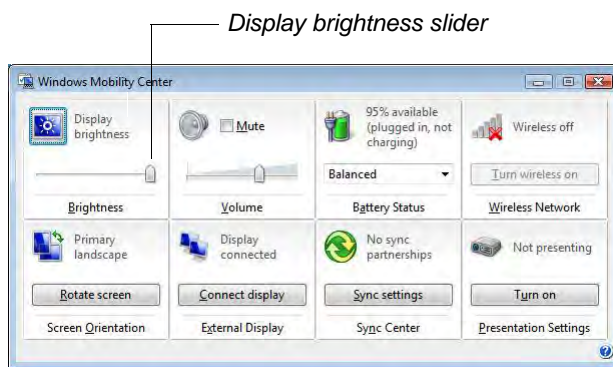 Display brightness slider
Windows Mobility Center
Display
brightness
Mute
95% available
(plugged in, not
charging)
Wireless off
Balanced
Turn wireless on
Brightness
Volume
Battery Status
Wireless Network
Primary
landscape
Display
connected
No sync
partnerships
Not presenting
Rotate screen
Connect display
Sync settings
Turn on
Screen Orientation
External Display
Sync Center
Presentation Settings